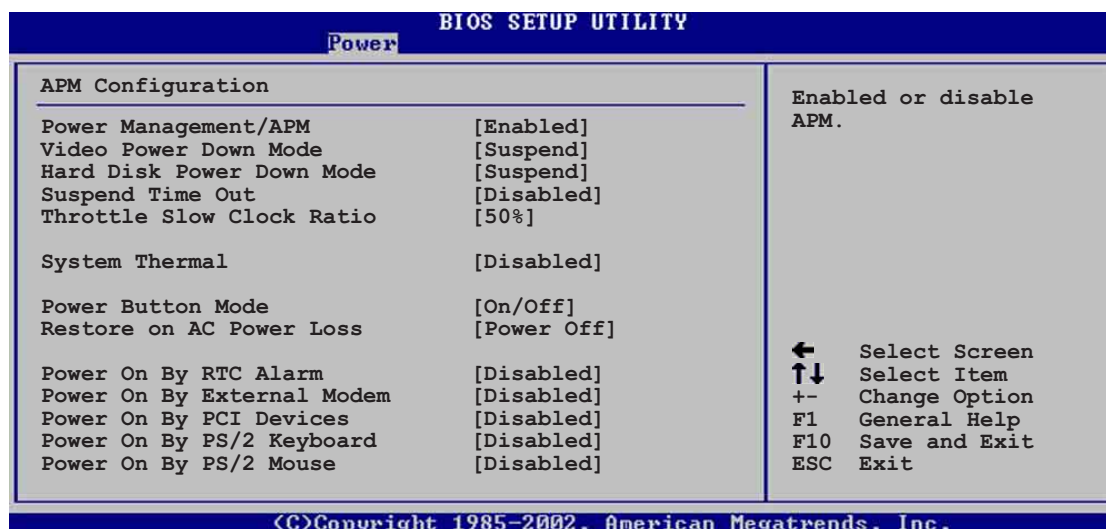 BIOS SETUP UTILITY
Power
APM Configuration
Power Management/APM [Enabled]
Video Power Down Mode [Suspend]
Hard Disk Power Down Mode [Suspend]
Suspend Time Out [Disabled]
Throttle Slow Clock Ratio [50%]
System Thermal [Disabled]
Power Button Mode [On/Off]
Restore on AC Power Loss [Power Off]
Power On By RTC Alarm [Disabled]
Power On By External Modem [Disabled]
Power On By PCI Devices [Disabled]
Power On By PS/2 Keyboard [Disabled]
Power On By PS/2 Mouse [Disabled]
Enabled or disable
APM.
← Select Screen
↑↓ Select Item
+- Change Option
F1 General Help
F10 Save and Exit
ESC Exit
(C)Copyright 1985-2002, American Megatrends, Inc.